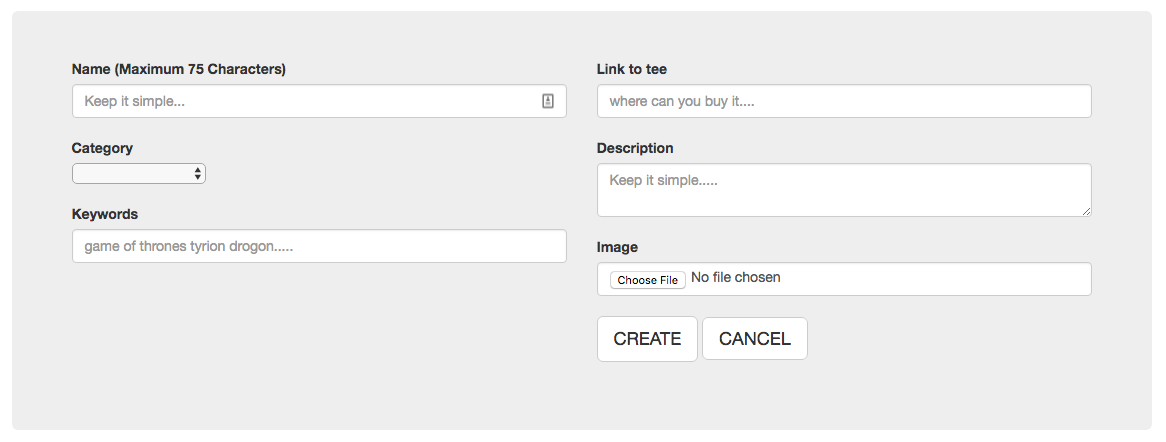 Name (Maximum 75 Characters)
Keep it simple...
Category
Keywords
game of thrones tyrion drogon.....
Link to tee
where can you buy it....
Description
Keep it simple.....
Image
Choose File No file chosen
CREATE CANCEL